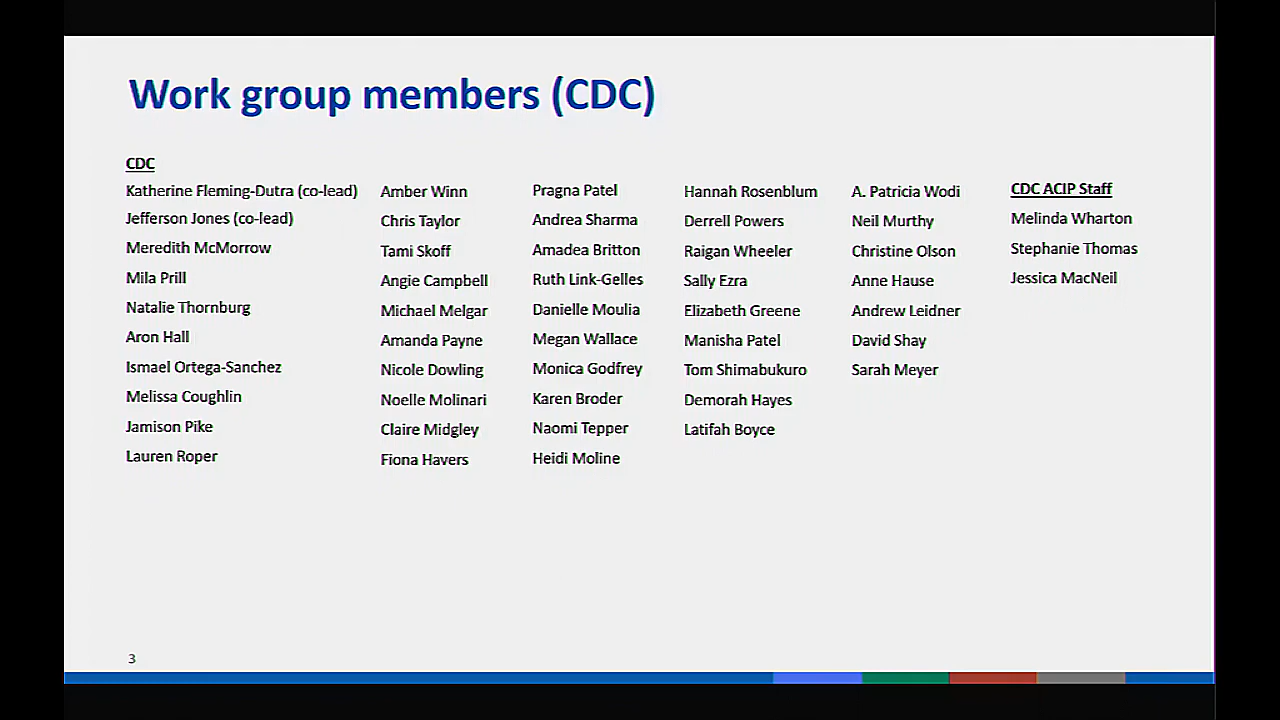 Work group members (CDC)
CDC
Katherine Fleming-Dutra (co-lead)
Jefferson Jones (co-lead)
Meredith McMorrow
Mila Prill
Natalie Thornburg
Aron Hall
Ismael Ortega-Sanchez
Melissa Coughlin
Jamison Pike
Lauren Roper
Amber Winn
Chris Taylor
Tami Skoff
Angie Campbell
Michael Melgar
Amanda Payne
Nicole Dowling
Noelle Molinari
Claire Midgley
Fiona Havers
Pragna Patel
Andrea Sharma
Amadea Britton
Ruth Link-Gelles
Danielle Moulia
Megan Wallace
Monica Godfrey
Karen Broder
Naomi Tepper
Heidi Moline
Hannah Rosenblum
Derrell Powers
Raigan Wheeler
Sally Ezra
Elizabeth Greene
Manisha Patel
Tom Shimabukuro
Demorah Hayes
Latifah Boyce
A. Patricia Wodi
Neil Murthy
Christine Olson
Anne Hause
Andrew Leidner
David Shay
Sarah Meyer
CDC ACIP Staff
Melinda Wharton
Stephanie Thomas
Jessica MacNeil
3